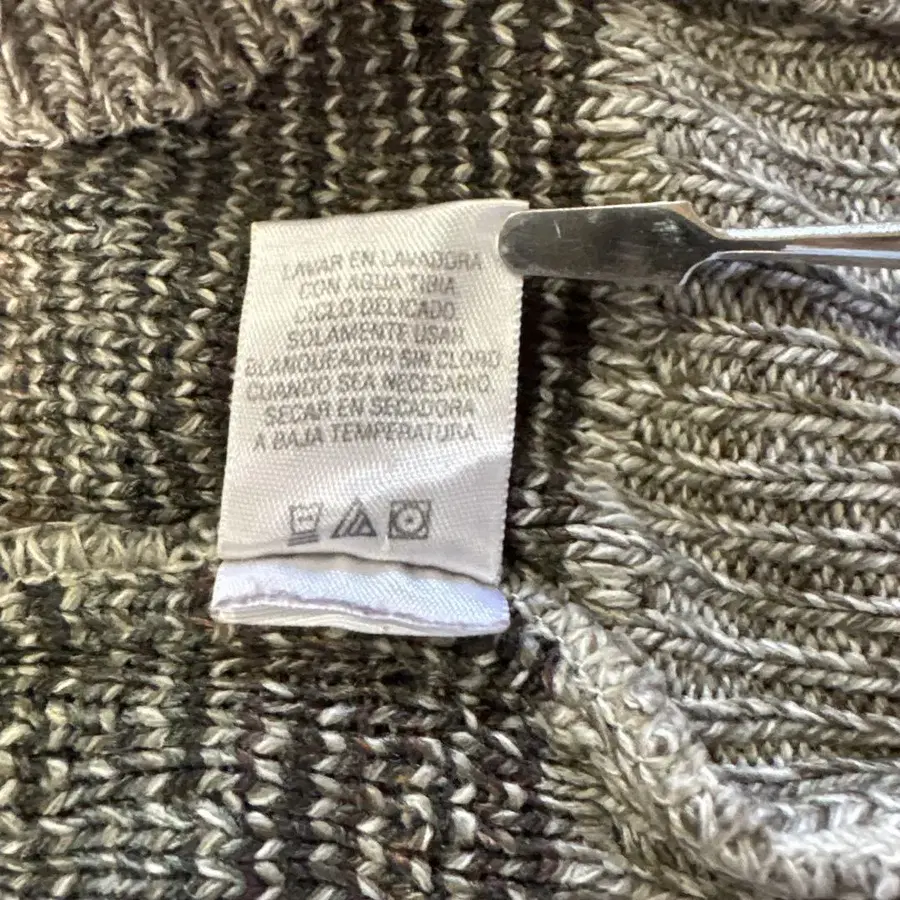 LAVAR EN LAVADORA
CON AGUA TIBIA
CICLO DELICADO
SOLAMENTE USAR
BLANQUEADOR SIN CLORO
CUANDO SEA NECESARIO
SECAR EN SECADORA
A BAJA TEMPERATURA.